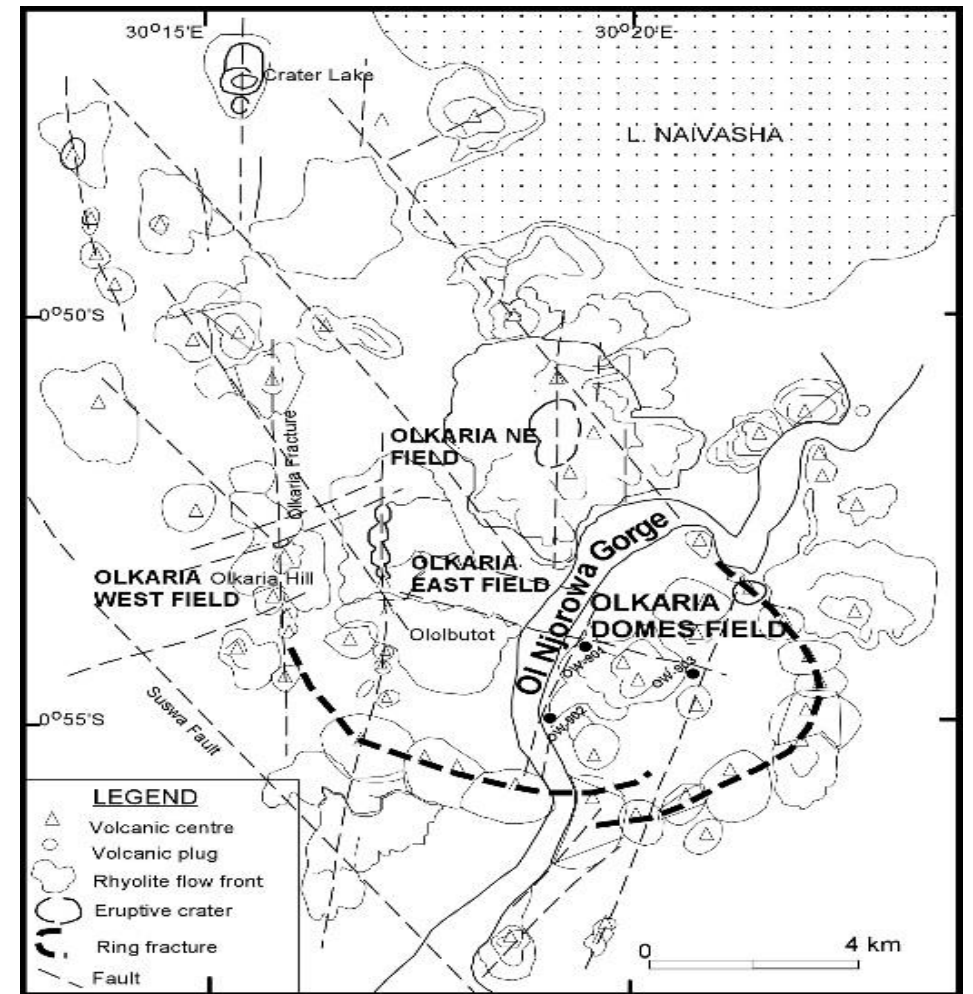 30°15'E
30°20'E
Crater Lake
L. NAIVASHA
0°50'S
OLKARIA NE
FIELD
Olkaria Fracture
Ol Njorowa Gorge
OLKARIA
WEST FIELD
Olkaria Hill
OLKARIA
EAST FIELD
OLKARIA
DOMES FIELD
Ololbutot
OW-901
OW-903
OW-902
0°55'S
Suswa Fault
LEGEND
Volcanic centre
Volcanic plug
Rhyolite flow front
Eruptive crater
Ring fracture
Fault
0
4 km